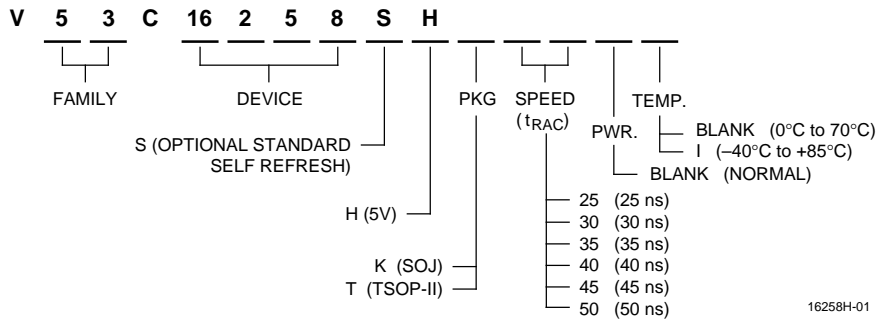 V 5 3 C 16 2 5 8 S H
FAMILY DEVICE PKG SPEED TEMP.
(tRAC) PWR.
S (OPTIONAL STANDARD
SELF REFRESH)
BLANK (0°C to 70°C)
I (–40°C to +85°C)
BLANK (NORMAL)
H (5V)
K (SOJ)
T (TSOP-II)
25 (25 ns)
30 (30 ns)
35 (35 ns)
40 (40 ns)
45 (45 ns)
50 (50 ns)
16258H-01